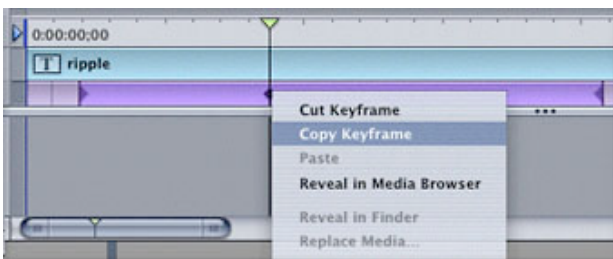 0:00:00;00
T ripple
Cut Keyframe
Copy Keyframe
Paste
Reveal in Media Browser
Reveal in Finder
Replace Media...